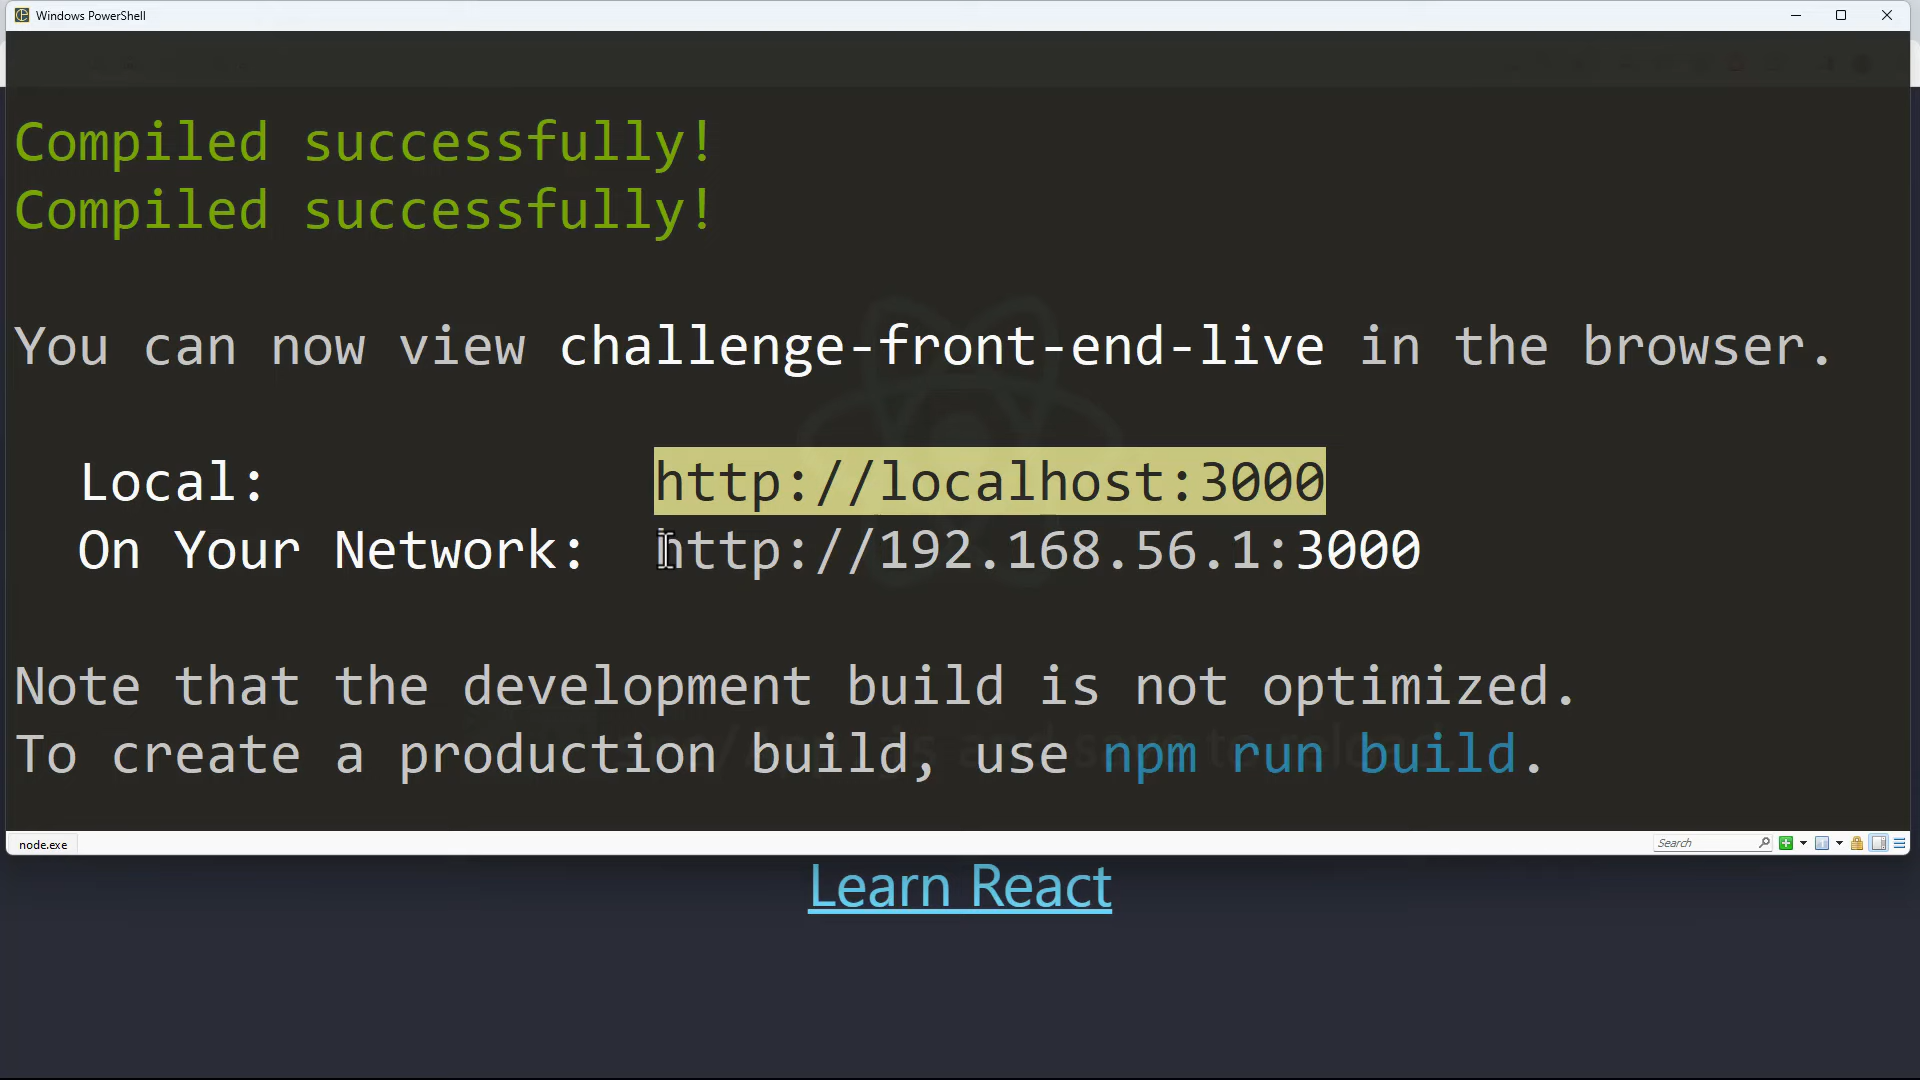 Windows PowerShell
Compiled successfully!
Compiled successfully!
You can now view challenge-front-end-live in the browser.
Local: http://localhost:3000
On Your Network: http://192.168.56.1:3000
Note that the development build is not optimized.
To create a production build, use npm run build.
node.exe
Search
Learn React